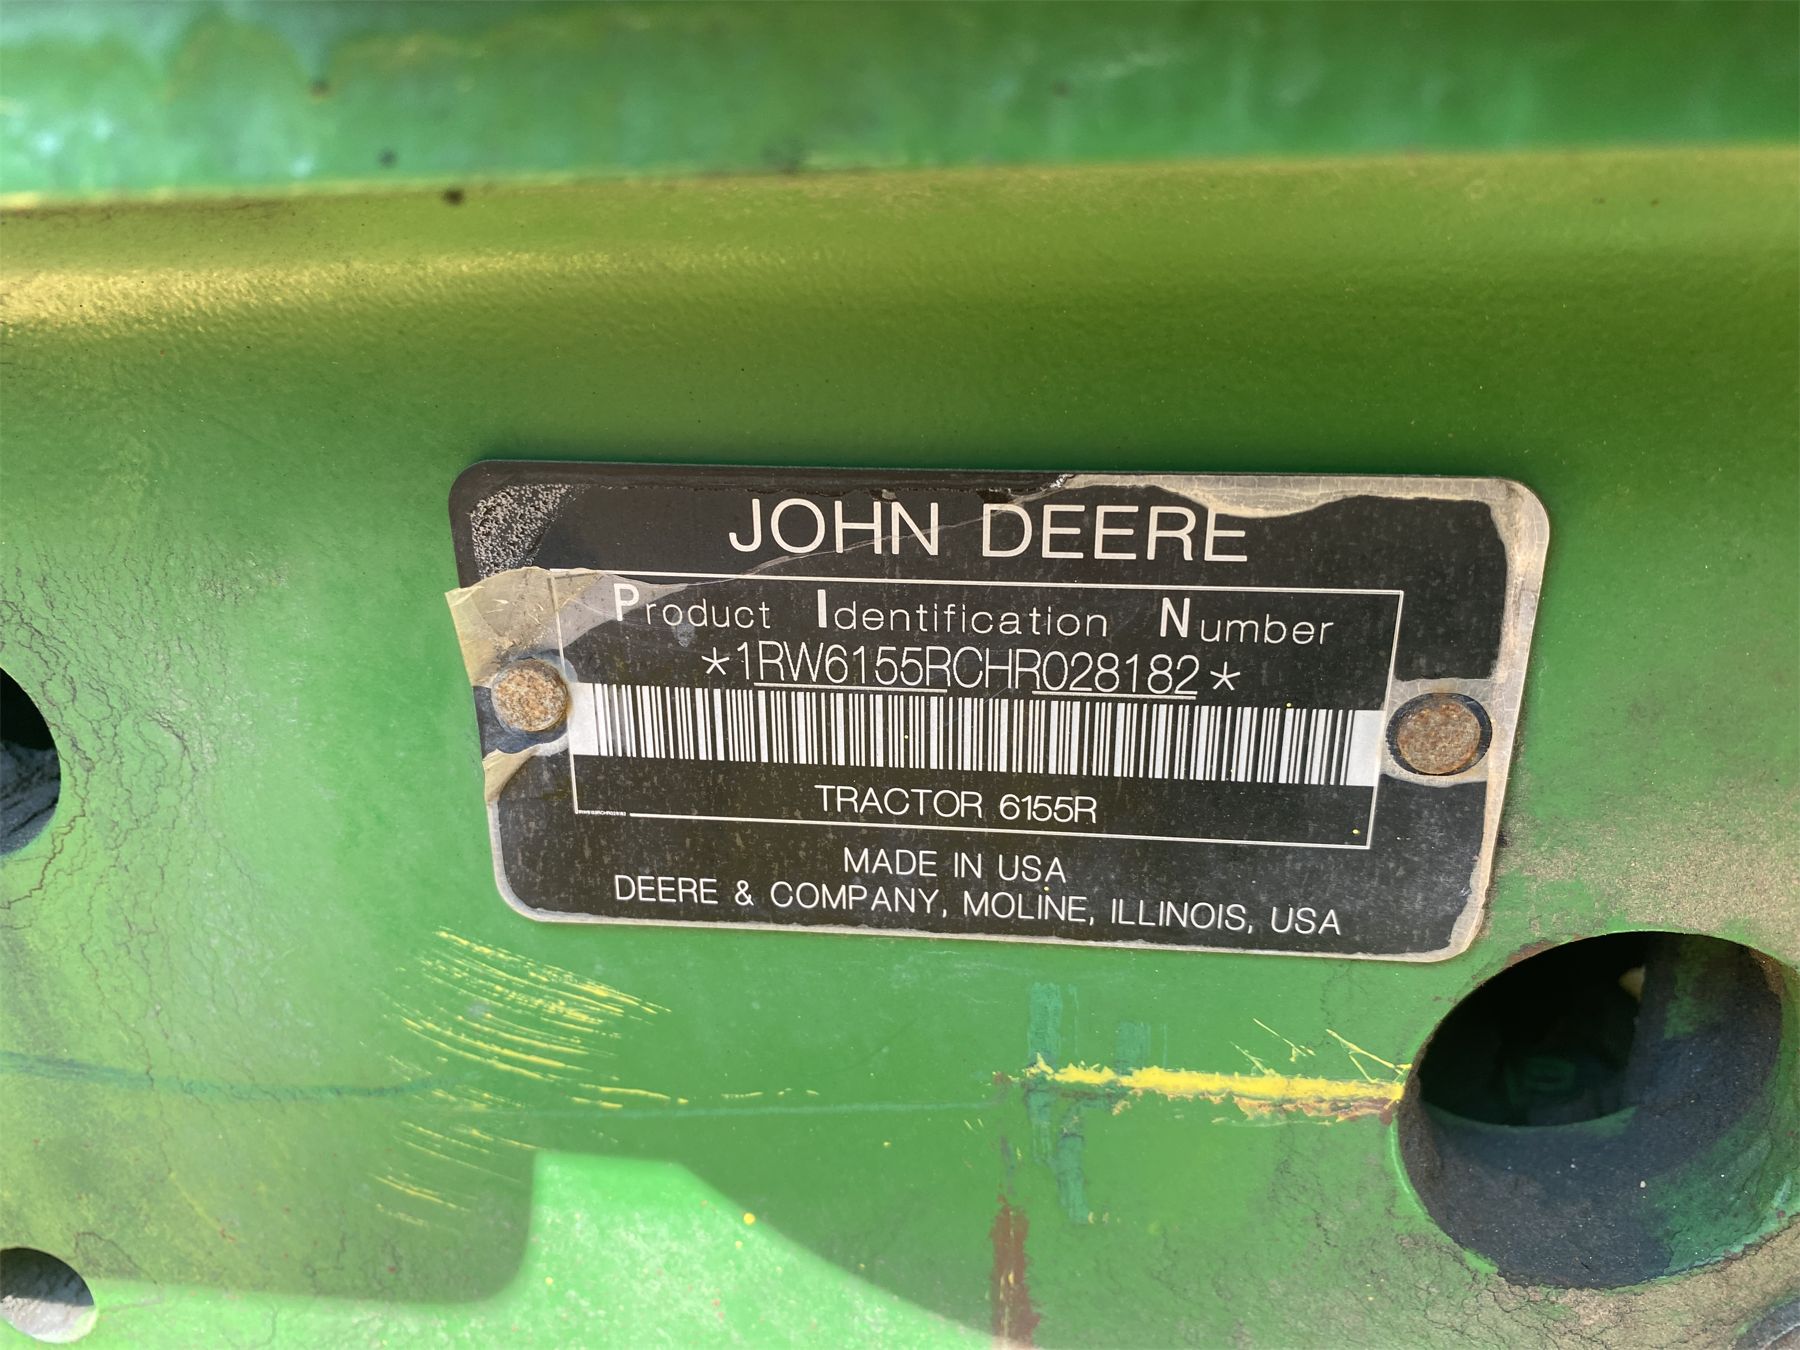 JOHN DEERE
Product Identification Number
*1RW6155RCHR028182*
TRACTOR 6155R
MADE IN USA
DEERE & COMPANY, MOLINE, ILLINOIS, USA